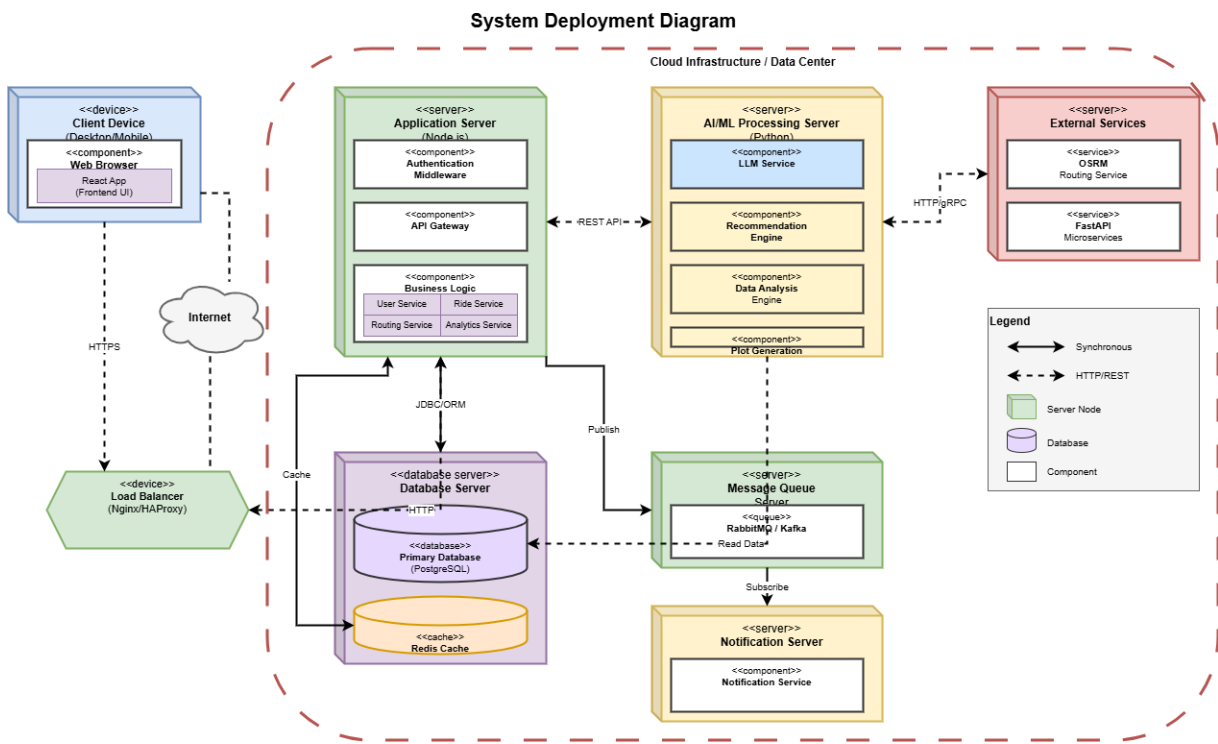 System Deployment Diagram
Cloud Infrastructure / Data Center
<<device>>
Client Device
(Desktop/Mobile)
<<component>>
Web Browser
React App
(Frontend UI)
<<server>>
Application Server
(Node.js)
<<component>>
Authentication
Middleware
<<component>>
API Gateway
<<component>>
Business Logic
User Service
Ride Service
Routing Service
Analytics Service
<<server>>
AI/ML Processing Server
(Python)
<<component>>
LLM Service
<<component>>
Recommendation
Engine
<<component>>
Data Analysis
Engine
<<component>>
Plot Generation
<<server>>
External Services
<<service>>
OSRM
Routing Service
<<service>>
FastAPI
Microservices
REST API
HTTP/gRPC
Internet
HTTPS
JDBC/ORM
Publish
Cache
Legend
Synchronous
HTTP/REST
Server Node
Database
Component
<<device>>
Load Balancer
(Nginx/HAProxy)
<<database server>>
Database Server
HTTP
<<database>>
Primary Database
(PostgreSQL)
<<cache>>
Redis Cache
<<server>>
Message Queue
Server
<<queue>>
RabbitMQ / Kafka
Read Data
Subscribe
<<server>>
Notification Server
<<component>>
Notification Service